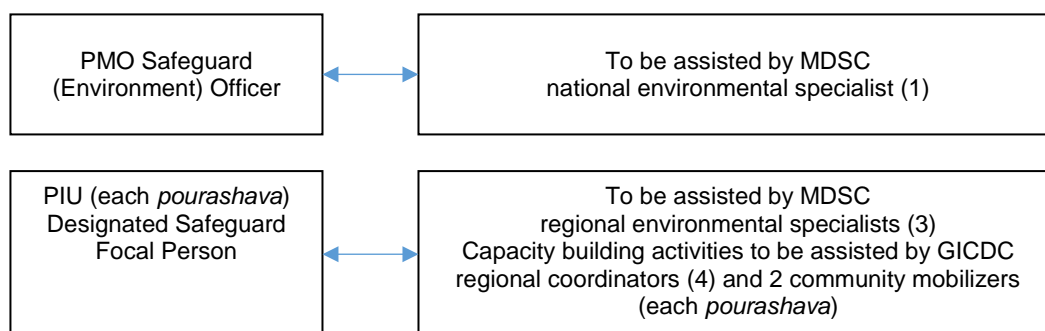 PMO Safeguard
(Environment) Officer
To be assisted by MDSC
national environmental specialist (1)
PIU (each pourashava)
Designated Safeguard
Focal Person
To be assisted by MDSC
regional environmental specialists (3)
Capacity building activities to be assisted by GICDC
regional coordinators (4) and 2 community mobilizers
(each pourashava)